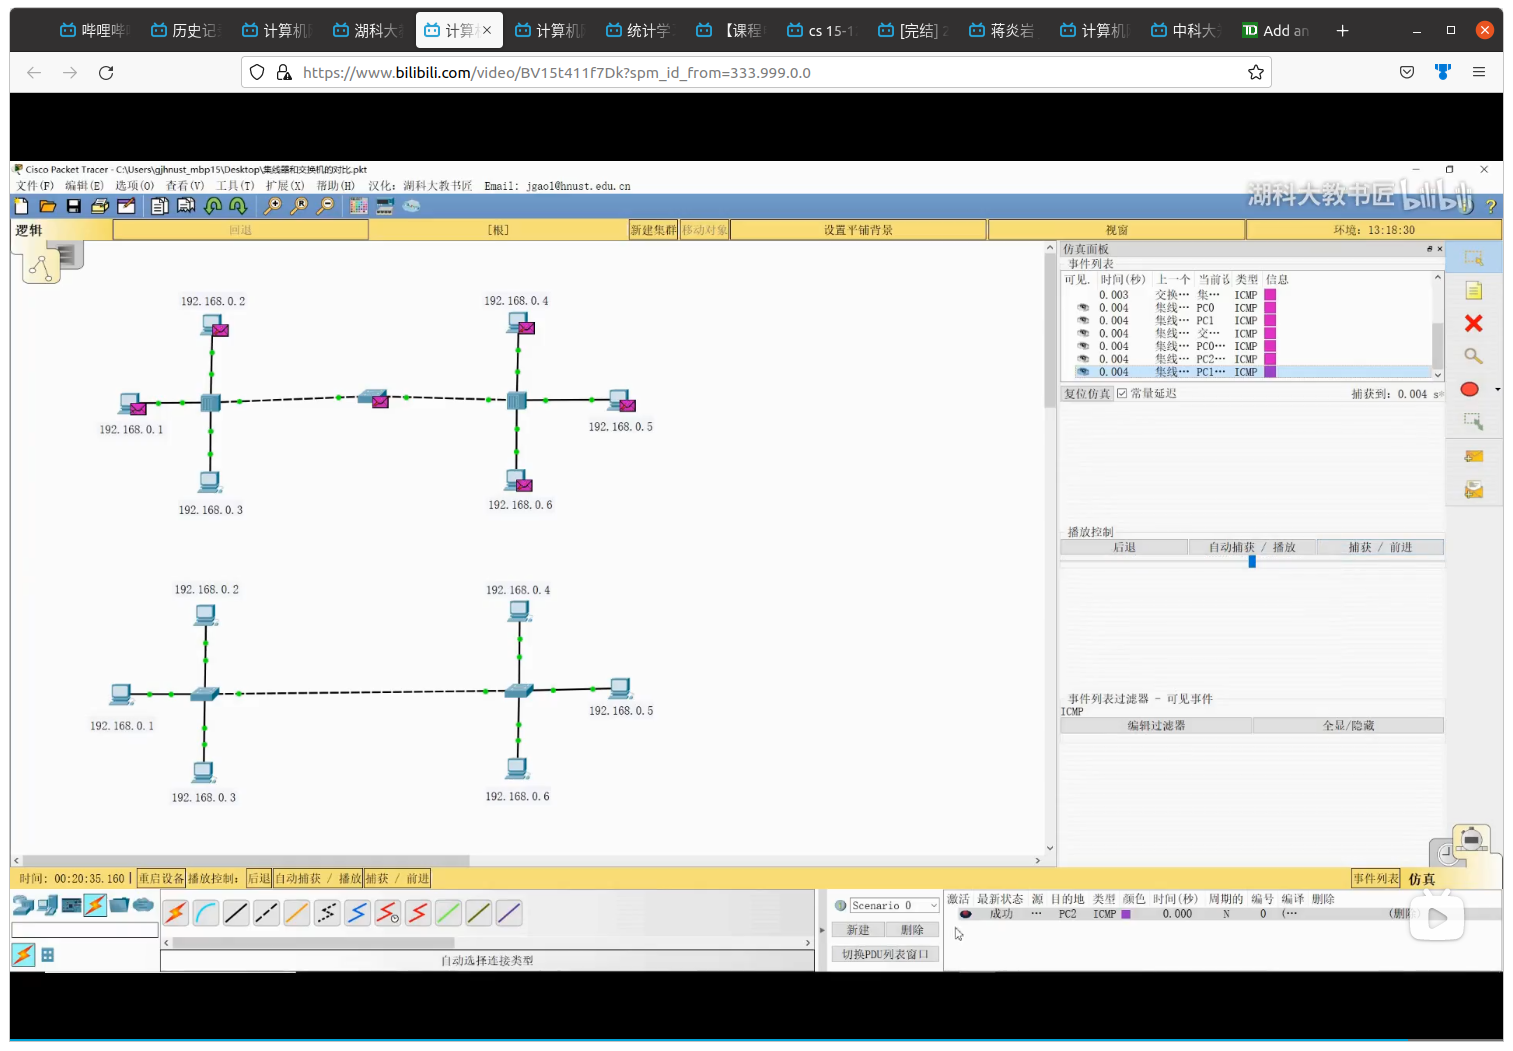 哔哩哔
历史记
计算机
湖科大
计算
计算机
统计学
【课程
cs 15-1
[完结] 2
蒋炎岩
计算机
中科大
Add an
https://www.bilibili.com/video/BV15t411f7Dk?spm_id_from=333.999.0.0
Cisco Packet Tracer - C:\Users\gjhnust_mbp15\Desktop\集线器和交换机的对比.pkt
文件(F) 编辑(E) 选项(O) 查看(V) 工具(T) 扩展(X) 帮助(H) 汉化: 湖科大教书匠 Email: jgaol@hnust.edu.cn
湖科大教书匠 bilibili
逻辑 回退 [根] 新建集群 移动对象 设置平铺背景 视窗 环境: 13:18:30
仿真面板
事件列表
可见. 时间(秒) 上一个 当前 类型 信息
0.003 交换… 集… ICMP
0.004 集线… PC0 ICMP
0.004 集线… PC1 ICMP
0.004 集线… 交… ICMP
0.004 集线… PC0… ICMP
0.004 集线… PC2… ICMP
0.004 集线… PC1… ICMP
复位仿真 常量延迟 捕获到: 0.004 s
播放控制
后退 自动捕获 / 播放 捕获 / 前进
事件列表过滤器 - 可见事件
ICMP
编辑过滤器 全显/隐藏
192.168.0.2
192.168.0.4
192.168.0.1
192.168.0.5
192.168.0.3
192.168.0.6
192.168.0.2
192.168.0.4
192.168.0.1
192.168.0.5
192.168.0.3
192.168.0.6
时间: 00:20:35.160 重启设备 播放控制: 后退 自动捕获 / 播放 捕获 / 前进 事件列表 仿真
Scenario 0
新建 删除
切换PDU列表窗口
激活 最新状态 源 目的地 类型 颜色 时间(秒) 周期的 编号 编译 删除
成功 … PC2 ICMP 0.000 N 0 (… (删
自动选择连接类型